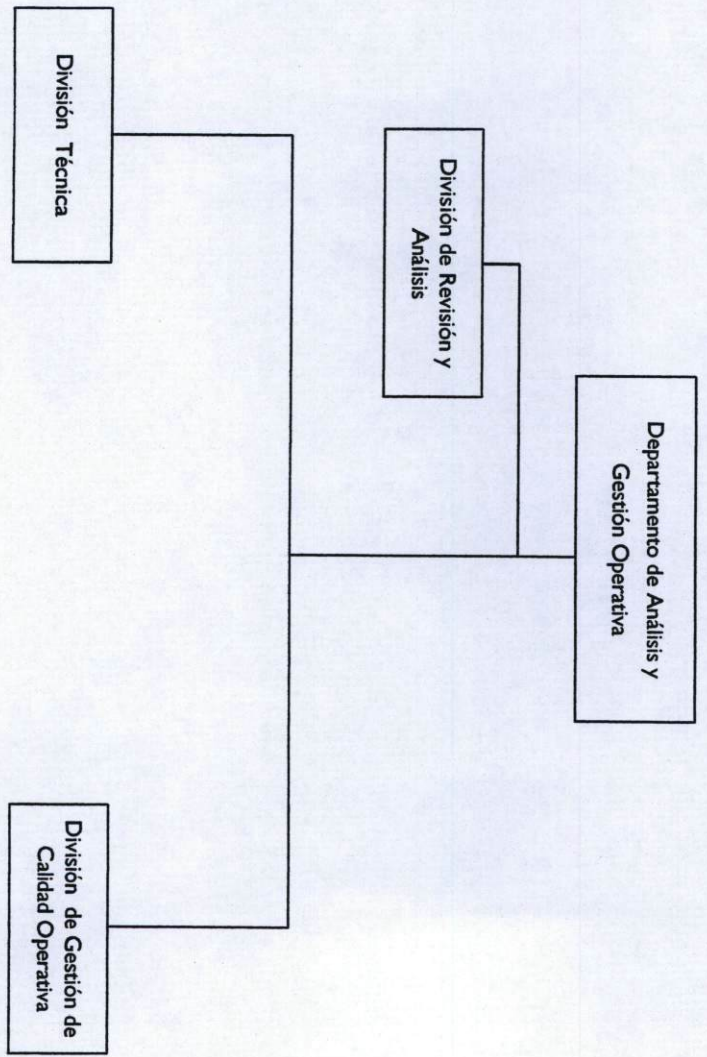 Departamento de Análisis y
Gestión Operativa
División de Revisión y
Análisis
División Técnica
División de Gestión de
Calidad Operativa